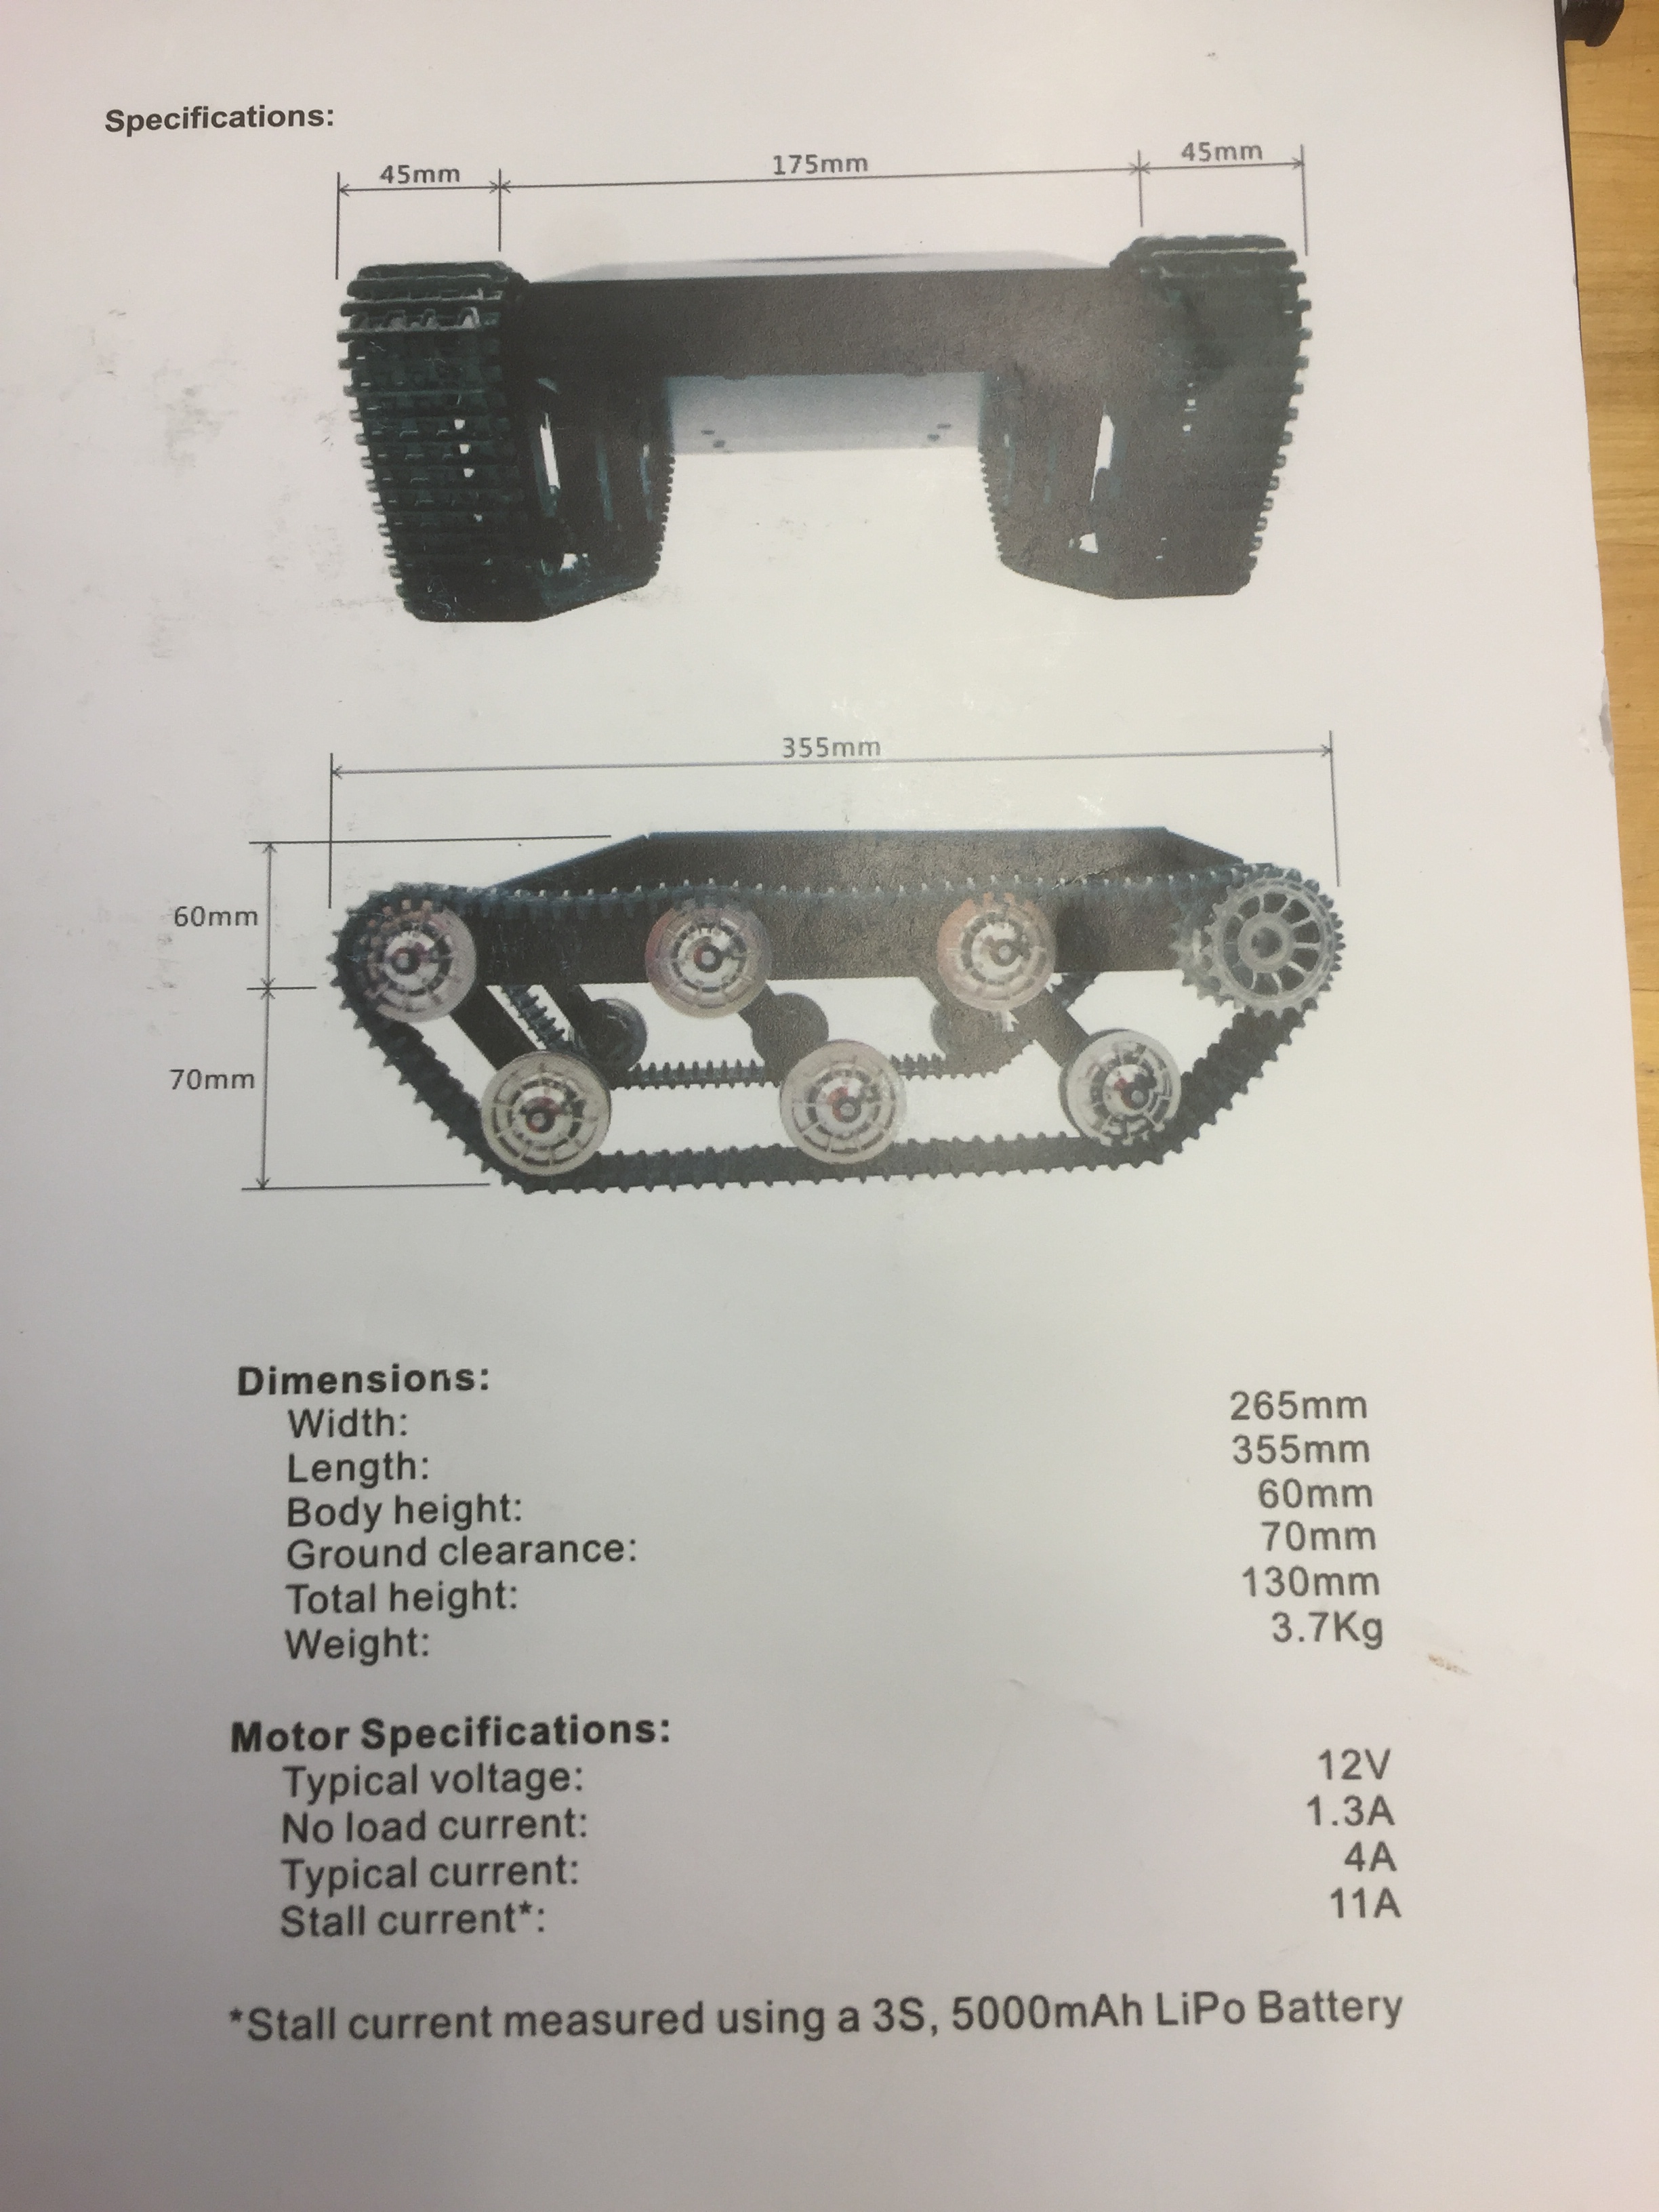 Specifications:
45mm 175mm 45mm
355mm
60mm
70mm
Dimensions:
Width: 265mm
Length: 355mm
Body height: 60mm
Ground clearance: 70mm
Total height: 130mm
Weight: 3.7Kg
Motor Specifications:
Typical voltage: 12V
No load current: 1.3A
Typical current: 4A
Stall current*: 11A
*Stall current measured using a 3S, 5000mAh LiPo Battery